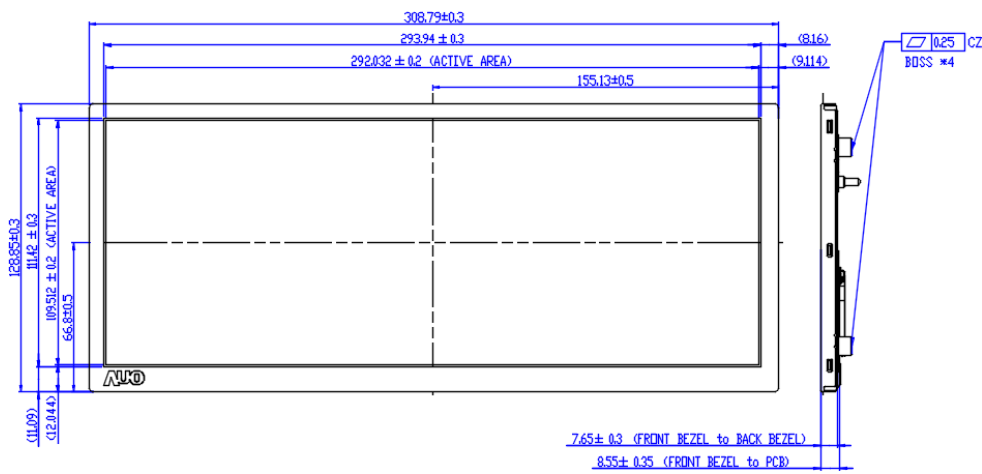 308.79±0.3
293.94 ± 0.3
(8.16)
292.032 ± 0.2 (ACTIVE AREA)
(9.114)
155.13±0.5
0.25 CZ
BOSS *4
128.85±0.3
111.42 ± 0.3
109.512 ± 0.2 (ACTIVE AREA)
66.8±0.5
AUO
(11.09)
(12.044)
7.65± 0.3 (FRONT BEZEL to BACK BEZEL)
8.55± 0.35 (FRONT BEZEL to PCB)